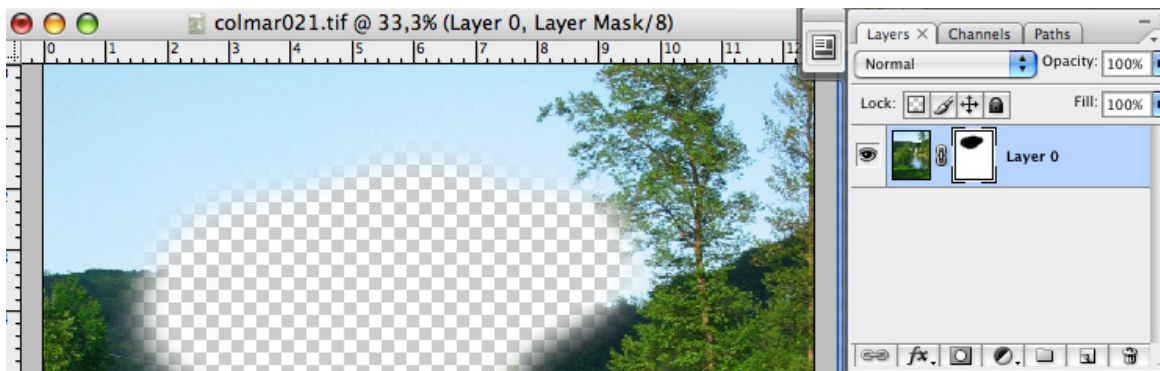 colmar021.tif @ 33,3% (Layer 0, Layer Mask/8)
0 1 2 3 4 5 6 7 8 9 10 11 12
Layers × Channels Paths
Normal Opacity: 100%
Lock: Fill: 100%
Layer 0
fx.